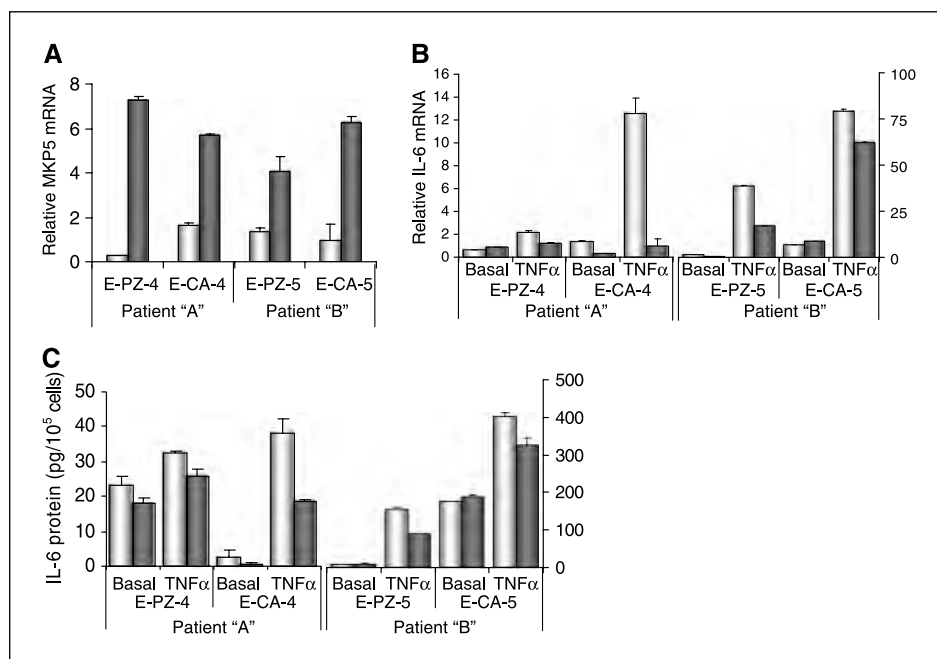 A
Relative MKP5 mRNA
8
6
4
2
0
E-PZ-4 E-CA-4 E-PZ-5 E-CA-5
Patient "A" Patient "B"
B
Relative IL-6 mRNA
16
14
12
10
8
6
4
2
0
100
75
50
25
0
Basal TNFα Basal TNFα Basal TNFα Basal TNFα
E-PZ-4 E-CA-4 E-PZ-5 E-CA-5
Patient "A" Patient "B"
C
IL-6 protein (pg/10⁵ cells)
50
40
30
20
10
0
500
400
300
200
100
0
Basal TNFα Basal TNFα Basal TNFα Basal TNFα
E-PZ-4 E-CA-4 E-PZ-5 E-CA-5
Patient "A" Patient "B"